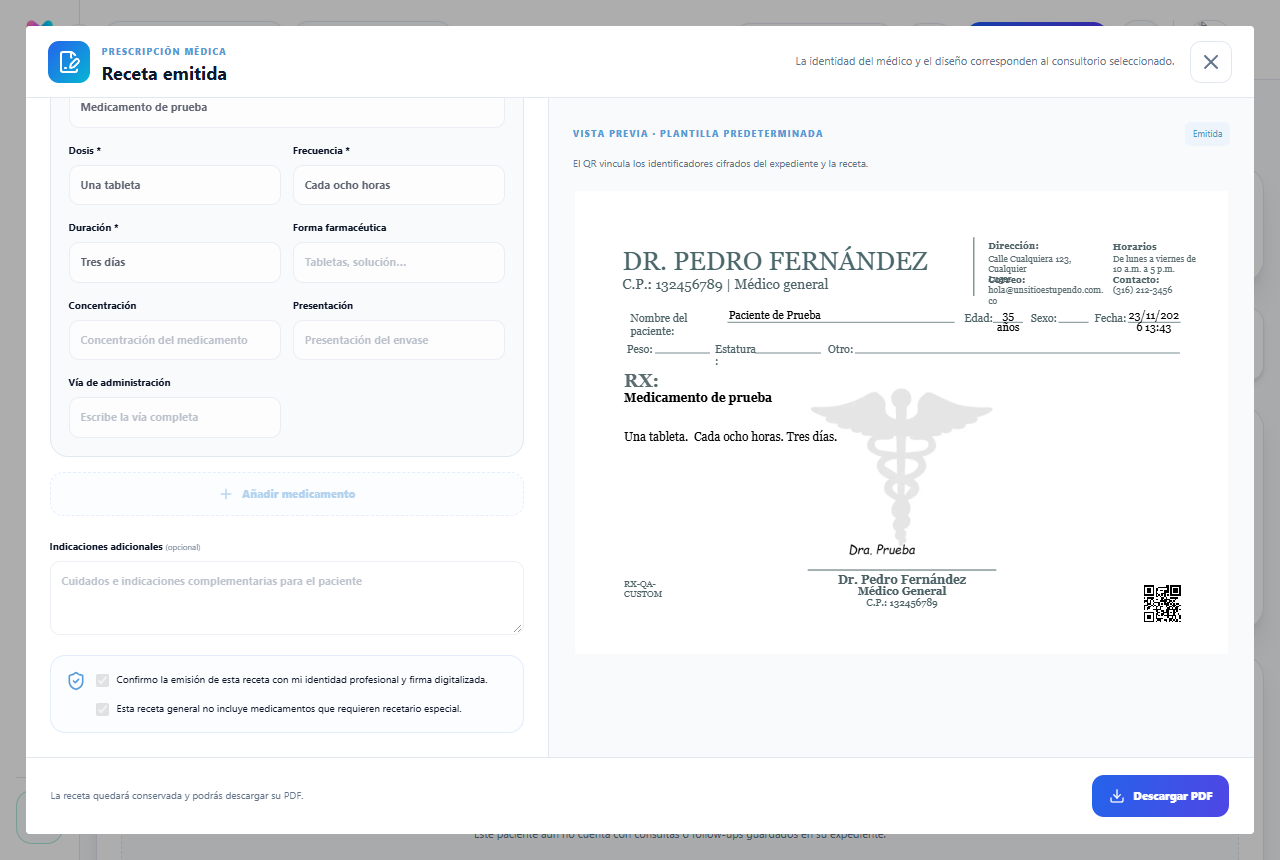 PRESCRIPCIÓN MÉDICA
Receta emitida
La identidad del médico y el diseño corresponden al consultorio seleccionado.
Medicamento de prueba
Dosis *
Frecuencia *
Una tableta
Cada ocho horas
Duración *
Forma farmacéutica
Tres días
Tabletas, solución...
Concentración
Presentación
Concentración del medicamento
Presentación del envase
Vía de administración
Escribe la vía completa
Añadir medicamento
Indicaciones adicionales (opcional)
Cuidados e indicaciones complementarias para el paciente
Confirmo la emisión de esta receta con mi identidad profesional y firma digitalizada.
Esta receta general no incluye medicamentos que requieren recetario especial.
VISTA PREVIA · PLANTILLA PREDETERMINADA
Emitida
El QR vincula los identificadores cifrados del expediente y la receta.
DR. PEDRO FERNÁNDEZ
C.P.: 132456789 | Médico general
Dirección:
Calle Cualquiera 123,
Cualquier
Correo:
hola@unsitioestupendo.com.
co
Horarios
De lunes a viernes de
10 a.m. a 5 p.m.
Contacto:
(316) 212-3456
Nombre del
paciente:
Paciente de Prueba
Edad:
35
años
Sexo:
Fecha:
23/11/202
6 13:43
Peso:
Estatura
:
Otro:
RX:
Medicamento de prueba
Una tableta.  Cada ocho horas. Tres días.
Dra. Prueba
Dr. Pedro Fernández
Médico General
C.P.: 132456789
RX-QA-
CUSTOM
La receta quedará conservada y podrás descargar su PDF.
Descargar PDF
Este paciente aún no cuenta con consultas o follow-ups guardados en su expediente.